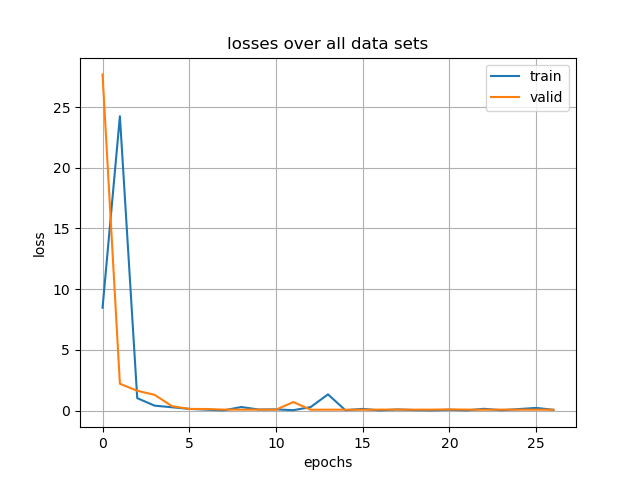 losses over all data sets
train
valid
25
20
15
10
5
0
loss
0 5 10 15 20 25
epochs